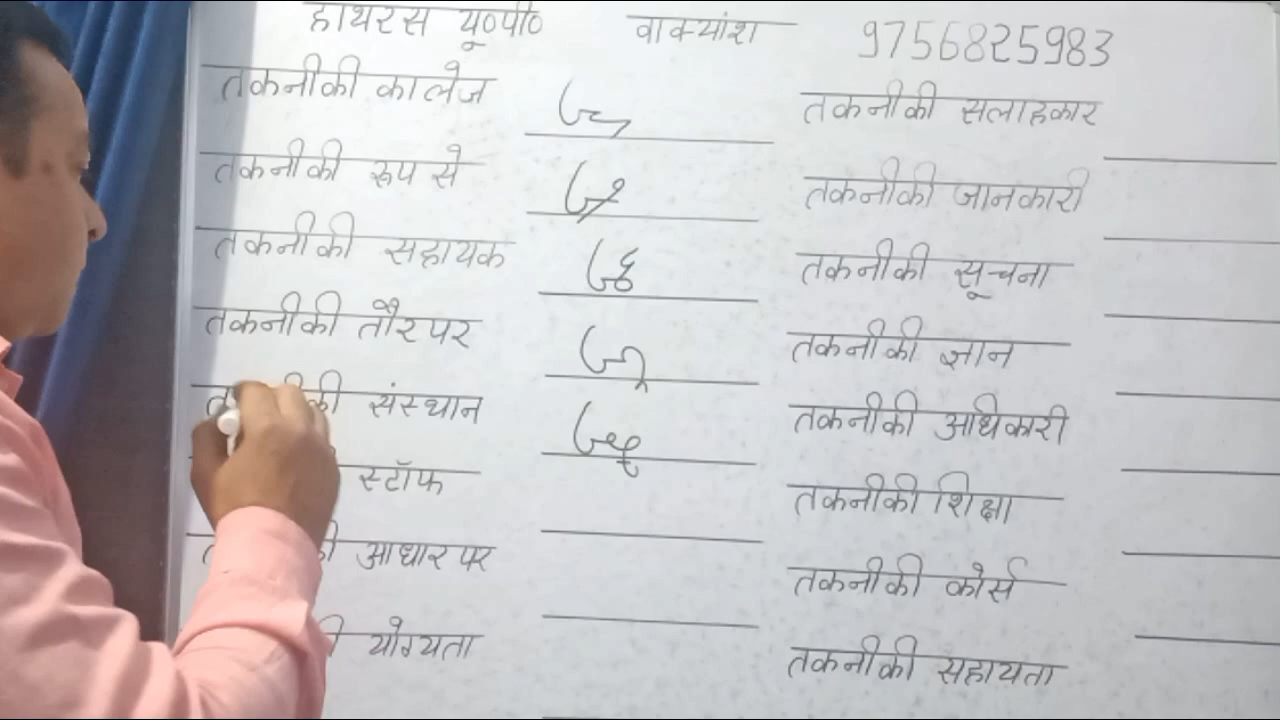 हाथरस यू०पी० वाक्यांश 9756825983
तकनीकी कालेज तकनीकी सलाहकार
तकनीकी रूप से तकनीकी जानकारी
तकनीकी सहायक तकनीकी सूचना
तकनीकी तौर पर तकनीकी ज्ञान
संस्थान तकनीकी अधिकारी
स्टॉफ तकनीकी शिक्षा
आधार पर तकनीकी कोर्स
योग्यता तकनीकी सहायता